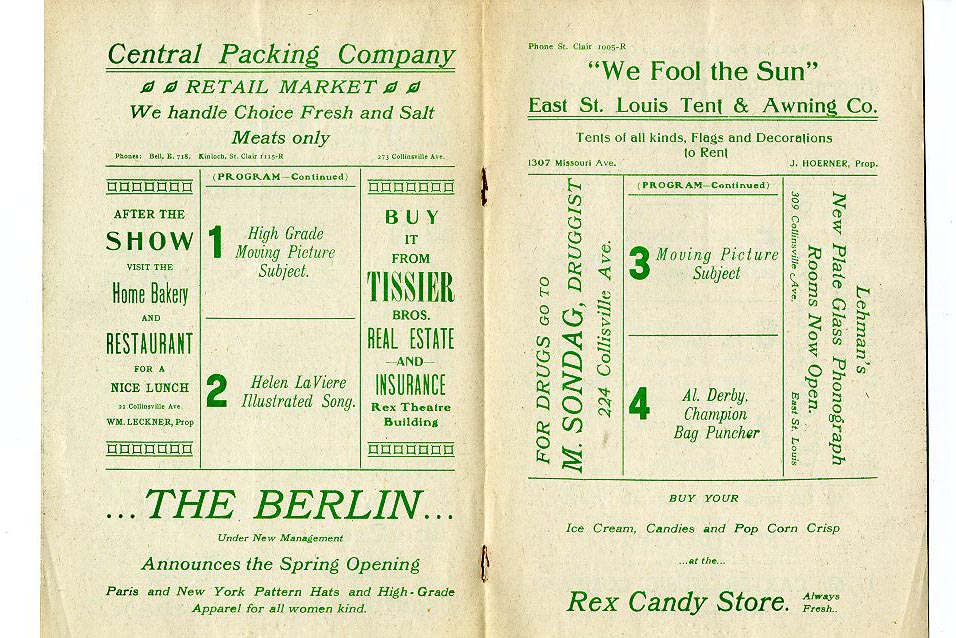 Central Packing Company
RETAIL MARKET
We handle Choice Fresh and Salt
Meats only
Phones: Bell, E. 718. Kinloch, St. Clair 1115-R 273 Collinsville Ave.
AFTER THE
SHOW
VISIT THE
Home Bakery
AND
RESTAURANT
FOR A
NICE LUNCH
22 Collinsville Ave.
WM. LECKNER, Prop
(PROGRAM—Continued)
1 High Grade
Moving Picture
Subject.
2 Helen LaViere
Illustrated Song.
BUY
IT
FROM
TISSIER
BROS.
REAL ESTATE
—AND—
INSURANCE
Rex Theatre
Building
...THE BERLIN...
Under New Management
Announces the Spring Opening
Paris and New York Pattern Hats and High-Grade
Apparel for all women kind.
Phone St. Clair 1005-R
"We Fool the Sun"
East St. Louis Tent & Awning Co.
Tents of all kinds, Flags and Decorations
to Rent
1307 Missouri Ave. J. HOERNER, Prop.
FOR DRUGS GO TO
M. SONDAG, DRUGGIST
224 Collisville Ave.
(PROGRAM—Continued)
3 Moving Picture
Subject
4 Al. Derby,
Champion
Bag Puncher
Lehman's
New Plate Glass Phonograph
Rooms Now Open.
309 Collinsville Ave. East St. Louis
BUY YOUR
Ice Cream, Candies and Pop Corn Crisp
...at the...
Rex Candy Store. Always
Fresh..